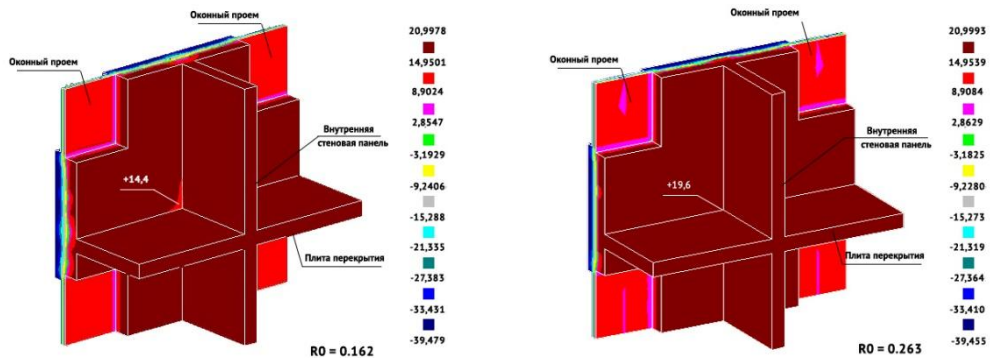 Оконный проем
Оконный проем
+14,4
Внутренняя
стеновая панель
Плита перекрытия
R0 = 0.162
20,9978
14,9501
8,9024
2,8547
-3,1929
-9,2406
-15,288
-21,335
-27,383
-33,431
-39,479
Оконный проем
Оконный проем
+19,6
Внутренняя
стеновая панель
Плита перекрытия
R0 = 0.263
20,9993
14,9539
8,9084
2,8629
-3,1825
-9,2280
-15,273
-21,319
-27,364
-33,410
-39,455